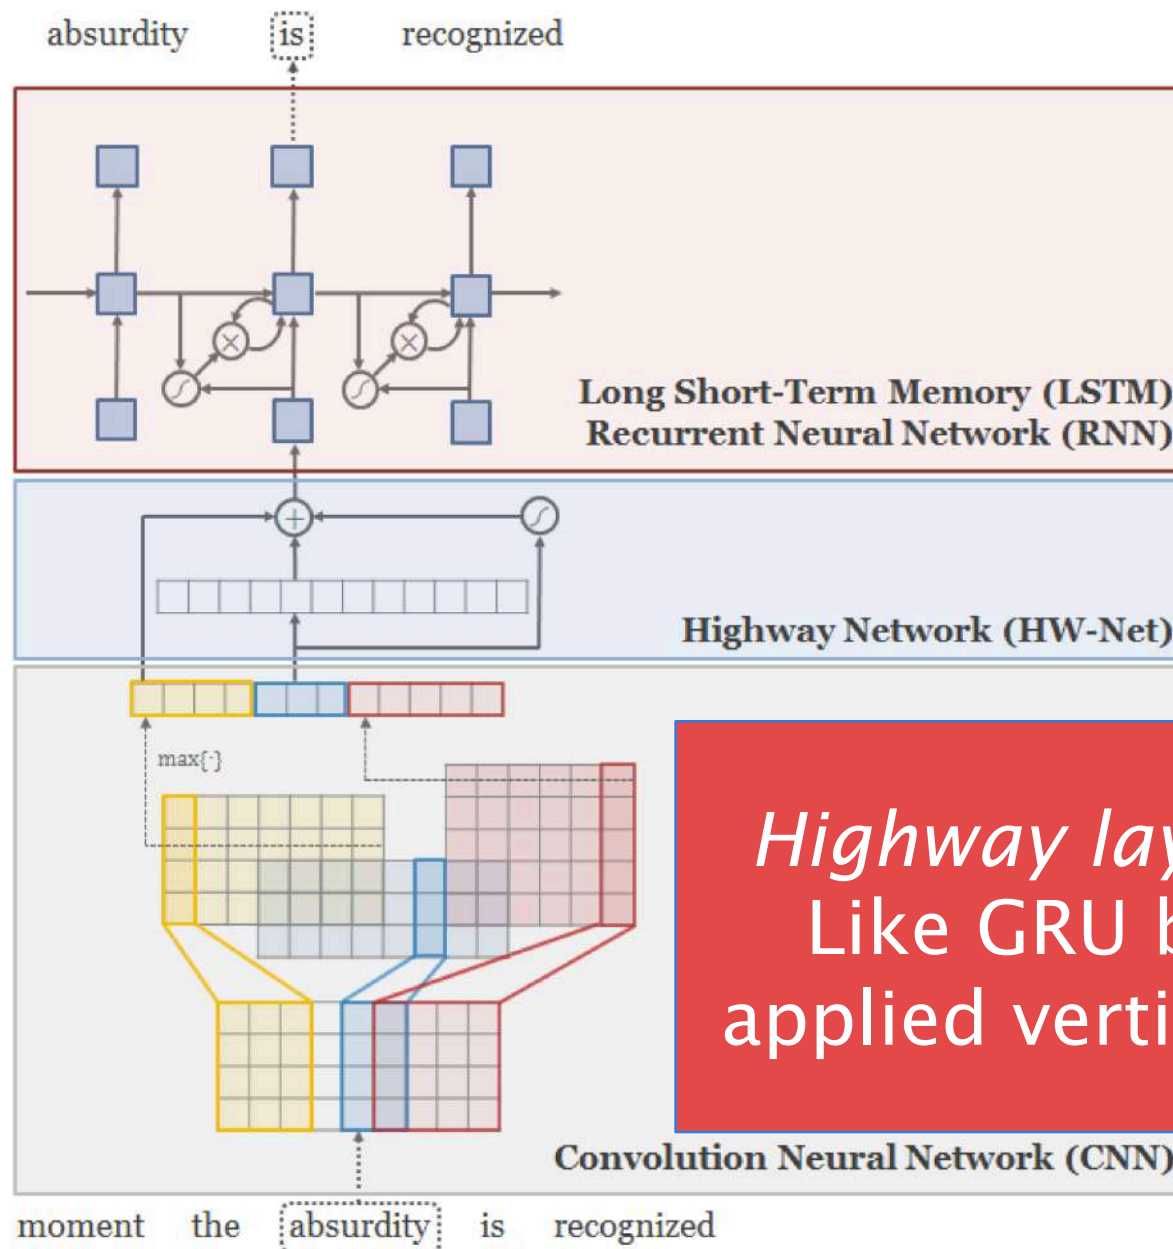 absurdity is recognized
Long Short-Term Memory (LSTM)
Recurrent Neural Network (RNN)
Highway Network (HW-Net)
max{·}
Highway lay
Like GRU b
applied verti
Convolution Neural Network (CNN)
moment the absurdity is recognized